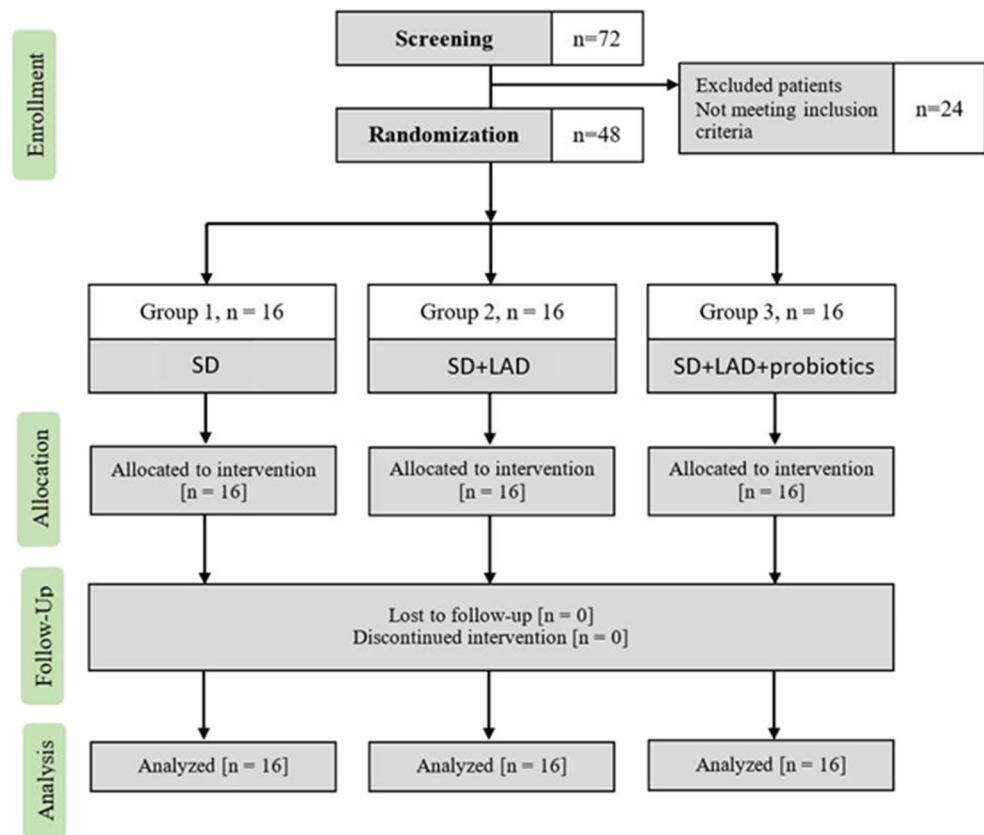 Enrollment
Screening
n=72
Excluded patients
Not meeting inclusion
criteria
n=24
Randomization
n=48
Group 1, n = 16
SD
Group 2, n = 16
SD+LAD
Group 3, n = 16
SD+LAD+probiotics
Allocation
Allocated to intervention
[n = 16]
Allocated to intervention
[n = 16]
Allocated to intervention
[n = 16]
Follow-Up
Lost to follow-up [n = 0]
Discontinued intervention [n = 0]
Analysis
Analyzed [n = 16]
Analyzed [n = 16]
Analyzed [n = 16]